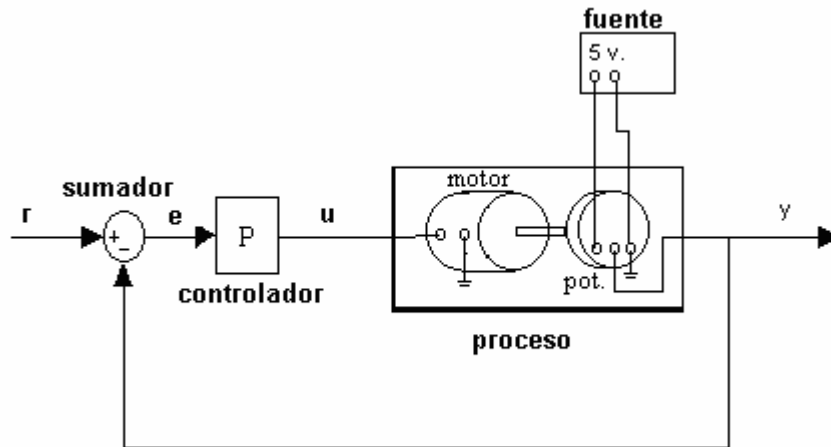 fuente
5 v.
sumador
motor
r
e
P
u
y
+
-
pot.
controlador
proceso